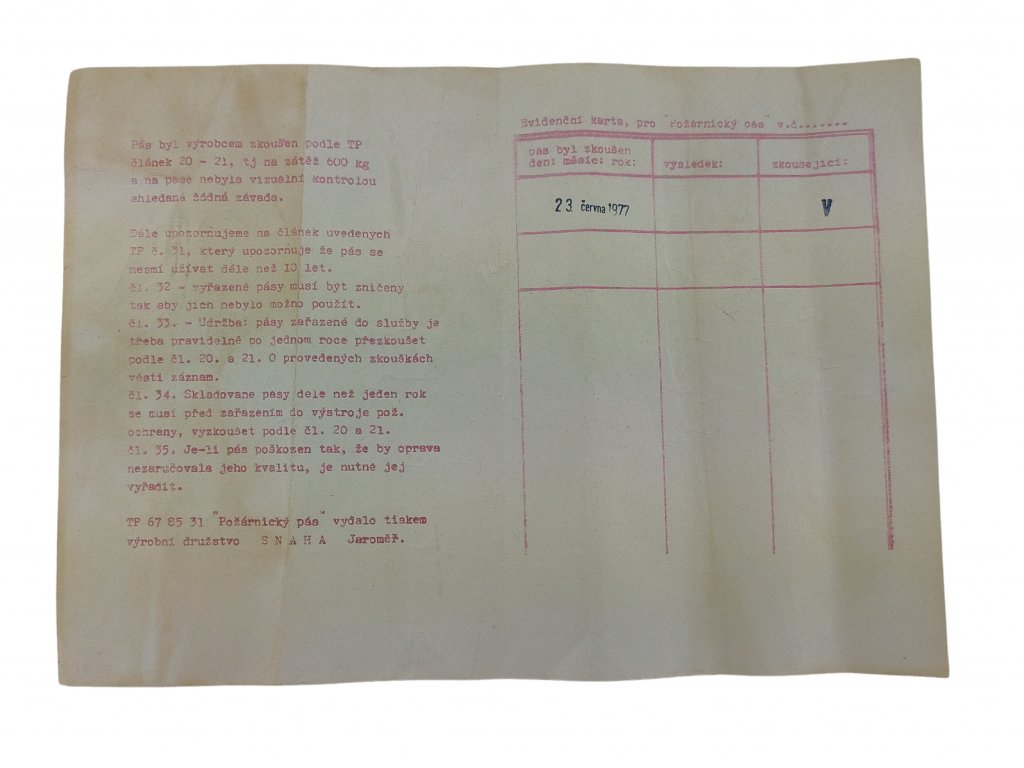 Pás byl výrobcem zkoušen podle TP
článek 20 - 21, tj na zátěž 600 kg
a na pase nebyla vizuální kontrolou
shledana žádná závada.
Dále upozorňujeme na článek uvedených
TP č. 31, který upozorňuje že pás se
nesmí užívat déle než 10 let.
čl. 32 - vyřazené pásy musí být zničeny
tak aby jich nebylo možno použít.
čl. 33. - Udržba: pásy zařazené do služby je
třeba pravidelně po jednom roce přezkoušet
podle čl. 20. a 21. O provedených zkouškách
vésti záznam.
čl. 34. Skladované pasy dele než jeden rok
se musí před zařazením do výstroje pož.
ochrany, vyzkoušet podle čl. 20 a 21.
čl. 35. Je-li pás poškozen tak, že by oprava
nezaručovala jeho kvalitu, je nutné jej
vyřadit.
TP 67 85 31 "Požárnický pás" vydalo tiskem
výrobní družstvo S N A H A Jaroměř.
Evidenční karta, pro "Požárnický pás" v.č.......
pás byl zkoušen
den: měsíc: rok: výsledek: zkoušející:
23. června 1977 V